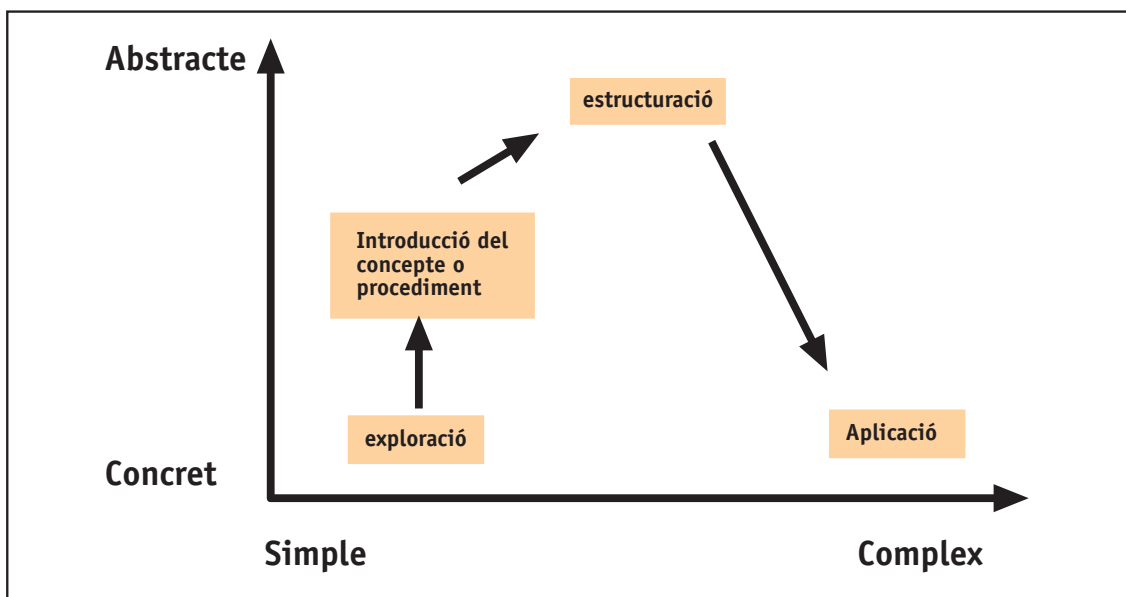 Abstracte
estructuració
Introducció del
concepte o
procediment
exploració
Aplicació
Concret
Simple
Complex